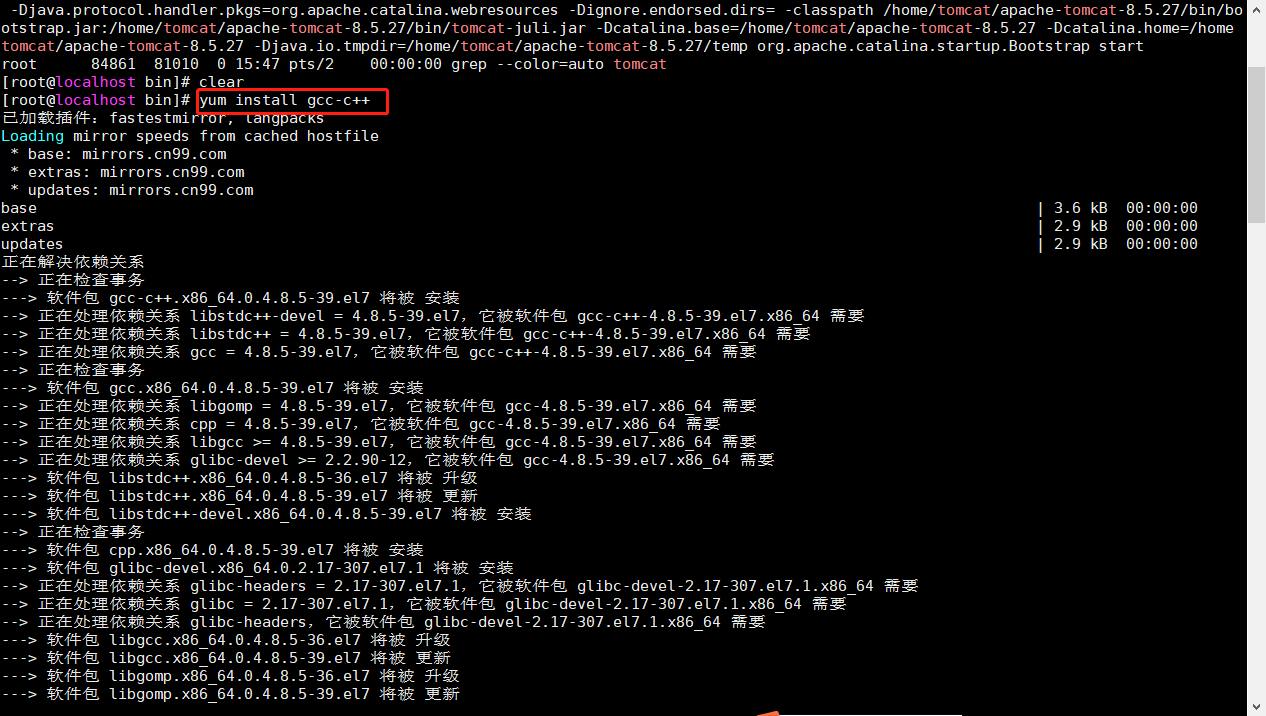 -Djava.protocol.handler.pkgs=org.apache.catalina.webresources -Dignore.endorsed.dirs= -classpath /home/tomcat/apache-tomcat-8.5.27/bin/bo
otstrap.jar:/home/tomcat/apache-tomcat-8.5.27/bin/tomcat-juli.jar -Dcatalina.base=/home/tomcat/apache-tomcat-8.5.27 -Dcatalina.home=/home
tomcat/apache-tomcat-8.5.27 -Djava.io.tmpdir=/home/tomcat/apache-tomcat-8.5.27/temp org.apache.catalina.startup.Bootstrap start
root      84861  81010  0 15:47 pts/2    00:00:00 grep --color=auto tomcat
[root@localhost bin]# clear
[root@localhost bin]# yum install gcc-c++
已加载插件：fastestmirror, langpacks
Loading mirror speeds from cached hostfile
 * base: mirrors.cn99.com
 * extras: mirrors.cn99.com
 * updates: mirrors.cn99.com
base | 3.6 kB  00:00:00
extras | 2.9 kB  00:00:00
updates | 2.9 kB  00:00:00
正在解决依赖关系
--> 正在检查事务
---> 软件包 gcc-c++.x86_64.0.4.8.5-39.el7 将被 安装
--> 正在处理依赖关系 libstdc++-devel = 4.8.5-39.el7，它被软件包 gcc-c++-4.8.5-39.el7.x86_64 需要
--> 正在处理依赖关系 libstdc++ = 4.8.5-39.el7，它被软件包 gcc-c++-4.8.5-39.el7.x86_64 需要
--> 正在处理依赖关系 gcc = 4.8.5-39.el7，它被软件包 gcc-c++-4.8.5-39.el7.x86_64 需要
--> 正在检查事务
---> 软件包 gcc.x86_64.0.4.8.5-39.el7 将被 安装
--> 正在处理依赖关系 libgomp = 4.8.5-39.el7，它被软件包 gcc-4.8.5-39.el7.x86_64 需要
--> 正在处理依赖关系 cpp = 4.8.5-39.el7，它被软件包 gcc-4.8.5-39.el7.x86_64 需要
--> 正在处理依赖关系 libgcc >= 4.8.5-39.el7，它被软件包 gcc-4.8.5-39.el7.x86_64 需要
--> 正在处理依赖关系 glibc-devel >= 2.2.90-12，它被软件包 gcc-4.8.5-39.el7.x86_64 需要
---> 软件包 libstdc++.x86_64.0.4.8.5-36.el7 将被 升级
---> 软件包 libstdc++.x86_64.0.4.8.5-39.el7 将被 更新
---> 软件包 libstdc++-devel.x86_64.0.4.8.5-39.el7 将被 安装
--> 正在检查事务
---> 软件包 cpp.x86_64.0.4.8.5-39.el7 将被 安装
---> 软件包 glibc-devel.x86_64.0.2.17-307.el7.1 将被 安装
--> 正在处理依赖关系 glibc-headers = 2.17-307.el7.1，它被软件包 glibc-devel-2.17-307.el7.1.x86_64 需要
--> 正在处理依赖关系 glibc = 2.17-307.el7.1，它被软件包 glibc-devel-2.17-307.el7.1.x86_64 需要
--> 正在处理依赖关系 glibc-headers，它被软件包 glibc-devel-2.17-307.el7.1.x86_64 需要
---> 软件包 libgcc.x86_64.0.4.8.5-36.el7 将被 升级
---> 软件包 libgcc.x86_64.0.4.8.5-39.el7 将被 更新
---> 软件包 libgomp.x86_64.0.4.8.5-36.el7 将被 升级
---> 软件包 libgomp.x86_64.0.4.8.5-39.el7 将被 更新